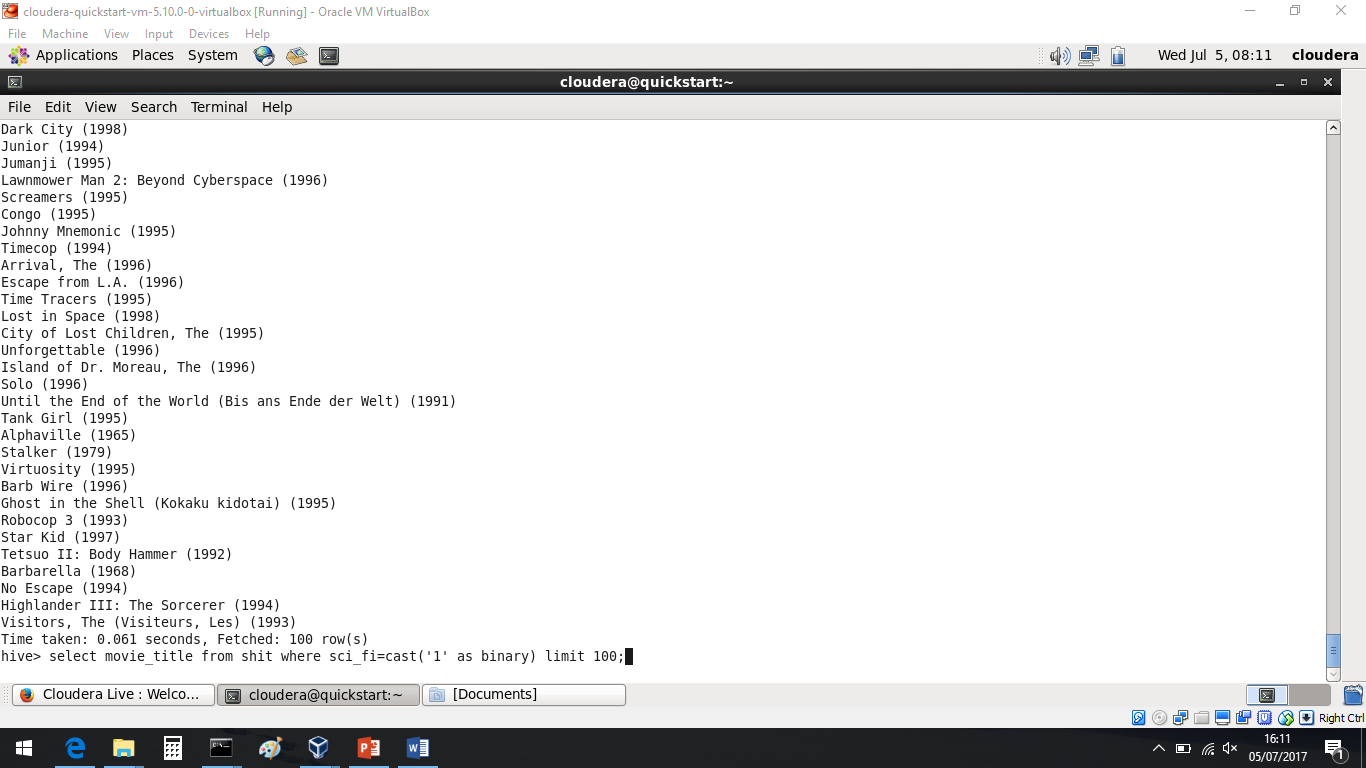 cloudera-quickstart-vm-5.10.0-0-virtualbox [Running] - Oracle VM VirtualBox
File Machine View Input Devices Help
Applications Places System Wed Jul 5, 08:11 cloudera
cloudera@quickstart:~
File Edit View Search Terminal Help
Dark City (1998)
Junior (1994)
Jumanji (1995)
Lawnmower Man 2: Beyond Cyberspace (1996)
Screamers (1995)
Congo (1995)
Johnny Mnemonic (1995)
Timecop (1994)
Arrival, The (1996)
Escape from L.A. (1996)
Time Tracers (1995)
Lost in Space (1998)
City of Lost Children, The (1995)
Unforgettable (1996)
Island of Dr. Moreau, The (1996)
Solo (1996)
Until the End of the World (Bis ans Ende der Welt) (1991)
Tank Girl (1995)
Alphaville (1965)
Stalker (1979)
Virtuosity (1995)
Barb Wire (1996)
Ghost in the Shell (Kokaku kidotai) (1995)
Robocop 3 (1993)
Star Kid (1997)
Tetsuo II: Body Hammer (1992)
Barbarella (1968)
No Escape (1994)
Highlander III: The Sorcerer (1994)
Visitors, The (Visiteurs, Les) (1993)
Time taken: 0.061 seconds, Fetched: 100 row(s)
hive> select movie_title from shit where sci_fi=cast('1' as binary) limit 100;
Cloudera Live : Welco... cloudera@quickstart:~ [Documents]
Right Ctrl
16:11
05/07/2017
1